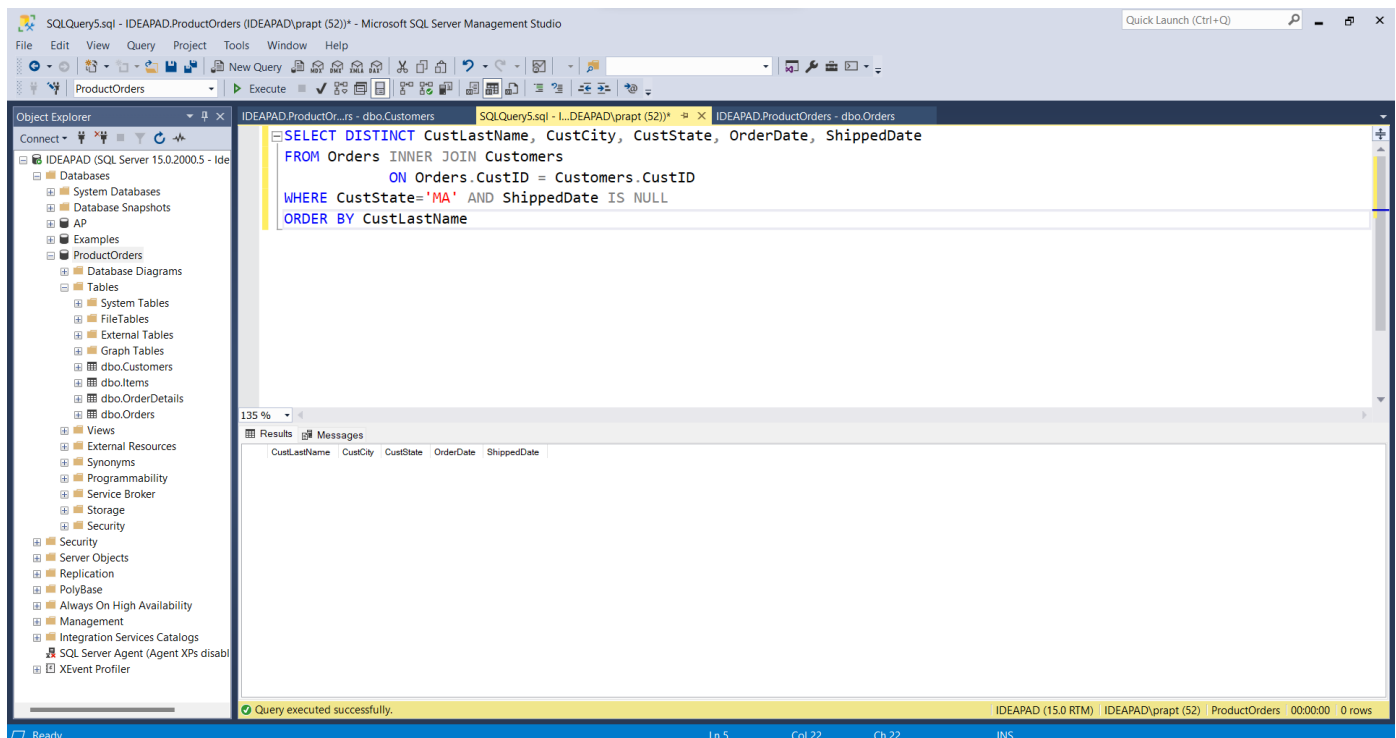 SQLQuery5.sql - IDEAPAD.ProductOrders (IDEAPAD\prapt (52))* - Microsoft SQL Server Management Studio
Quick Launch (Ctrl+Q)
File Edit View Query Project Tools Window Help
New Query MDX DMX XMLA DAX
ProductOrders Execute
Object Explorer
IDEAPAD.ProductOr...rs - dbo.Customers SQLQuery5.sql - I...DEAPAD\prapt (52))* IDEAPAD.ProductOrders - dbo.Orders
Connect
IDEAPAD (SQL Server 15.0.2000.5 - Ide
Databases
System Databases
Database Snapshots
AP
Examples
ProductOrders
Database Diagrams
Tables
System Tables
FileTables
External Tables
Graph Tables
dbo.Customers
dbo.Items
dbo.OrderDetails
dbo.Orders
Views
External Resources
Synonyms
Programmability
Service Broker
Storage
Security
Security
Server Objects
Replication
PolyBase
Always On High Availability
Management
Integration Services Catalogs
SQL Server Agent (Agent XPs disabl
XEvent Profiler
SELECT DISTINCT CustLastName, CustCity, CustState, OrderDate, ShippedDate
FROM Orders INNER JOIN Customers
ON Orders.CustID = Customers.CustID
WHERE CustState='MA' AND ShippedDate IS NULL
ORDER BY CustLastName
135 %
Results Messages
CustLastName CustCity CustState OrderDate ShippedDate
Query executed successfully.
IDEAPAD (15.0 RTM) IDEAPAD\prapt (52) ProductOrders 00:00:00 0 rows
Ready Ln 5 Col 22 Ch 22 INS